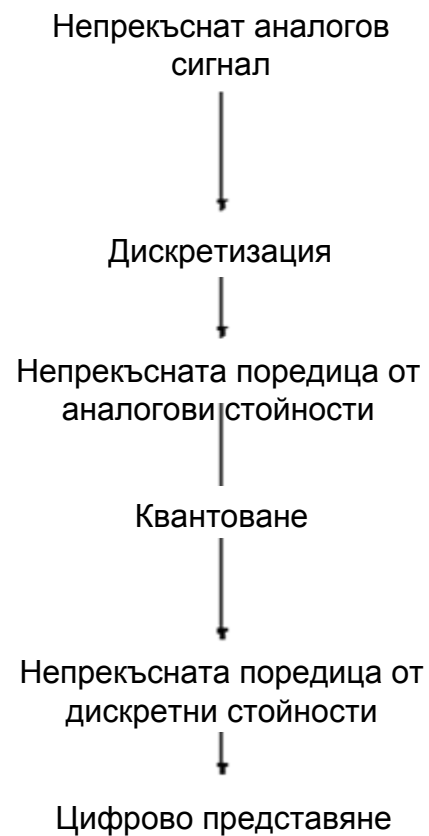 Непрекъснат аналогов
сигнал
Дискретизация
Непрекъсната поредица от
аналогови стойности
Квантоване
Непрекъсната поредица от
дискретни стойности
Цифрово представяне